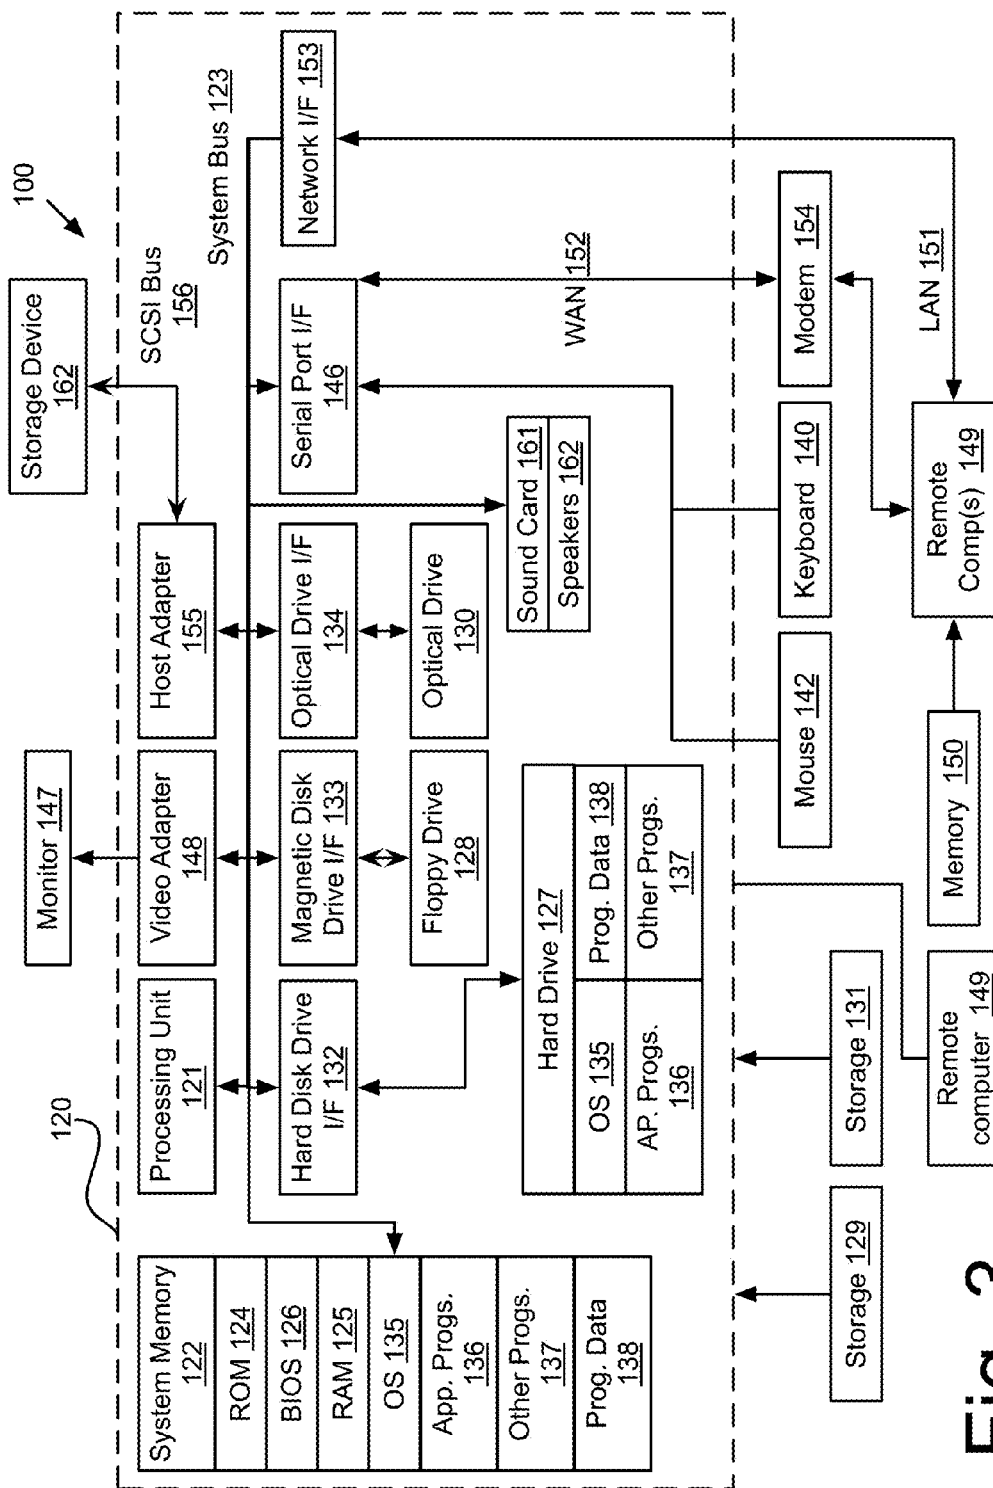 100
Storage Device
162
SCSI Bus
156
System Bus 123
Monitor 147
120
System Memory
122
ROM 124
BIOS 126
RAM 125
OS 135
App. Progs.
136
Other Progs.
137
Prog. Data
138
Processing Unit
121
Video Adapter
148
Host Adapter
155
Hard Disk Drive
I/F 132
Magnetic Disk
Drive I/F 133
Optical Drive I/F
134
Serial Port I/F
146
Network I/F 153
Floppy Drive
128
Optical Drive
130
Sound Card 161
Speakers 162
WAN 152
Hard Drive 127
OS 135
Prog. Data 138
AP. Progs.
136
Other Progs.
137
Storage 129
Storage 131
Mouse 142
Keyboard 140
Modem 154
Remote
computer 149
Memory 150
Remote
Comp(s) 149
LAN 151
Fig. 2